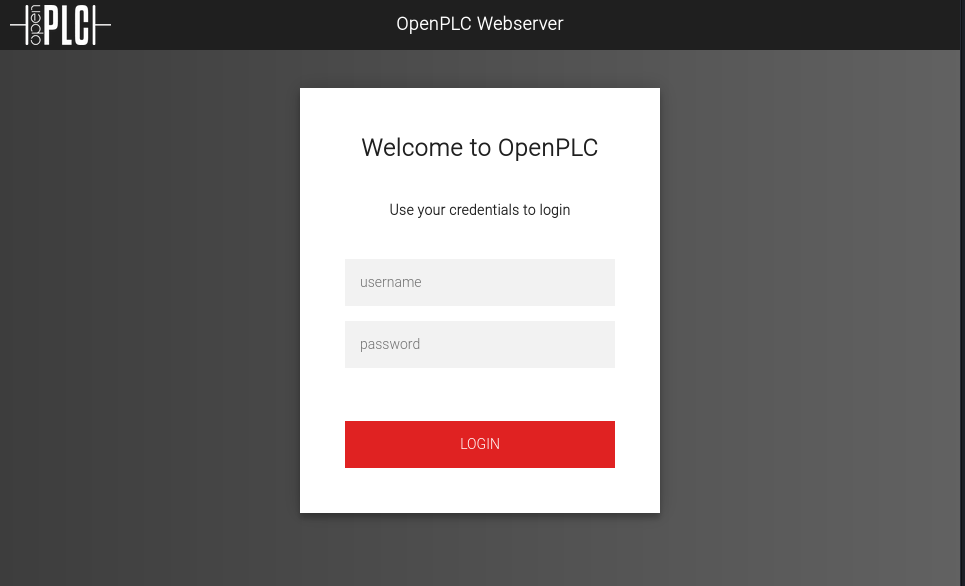 open PLC
OpenPLC Webserver
Welcome to OpenPLC
Use your credentials to login
username
password
LOGIN